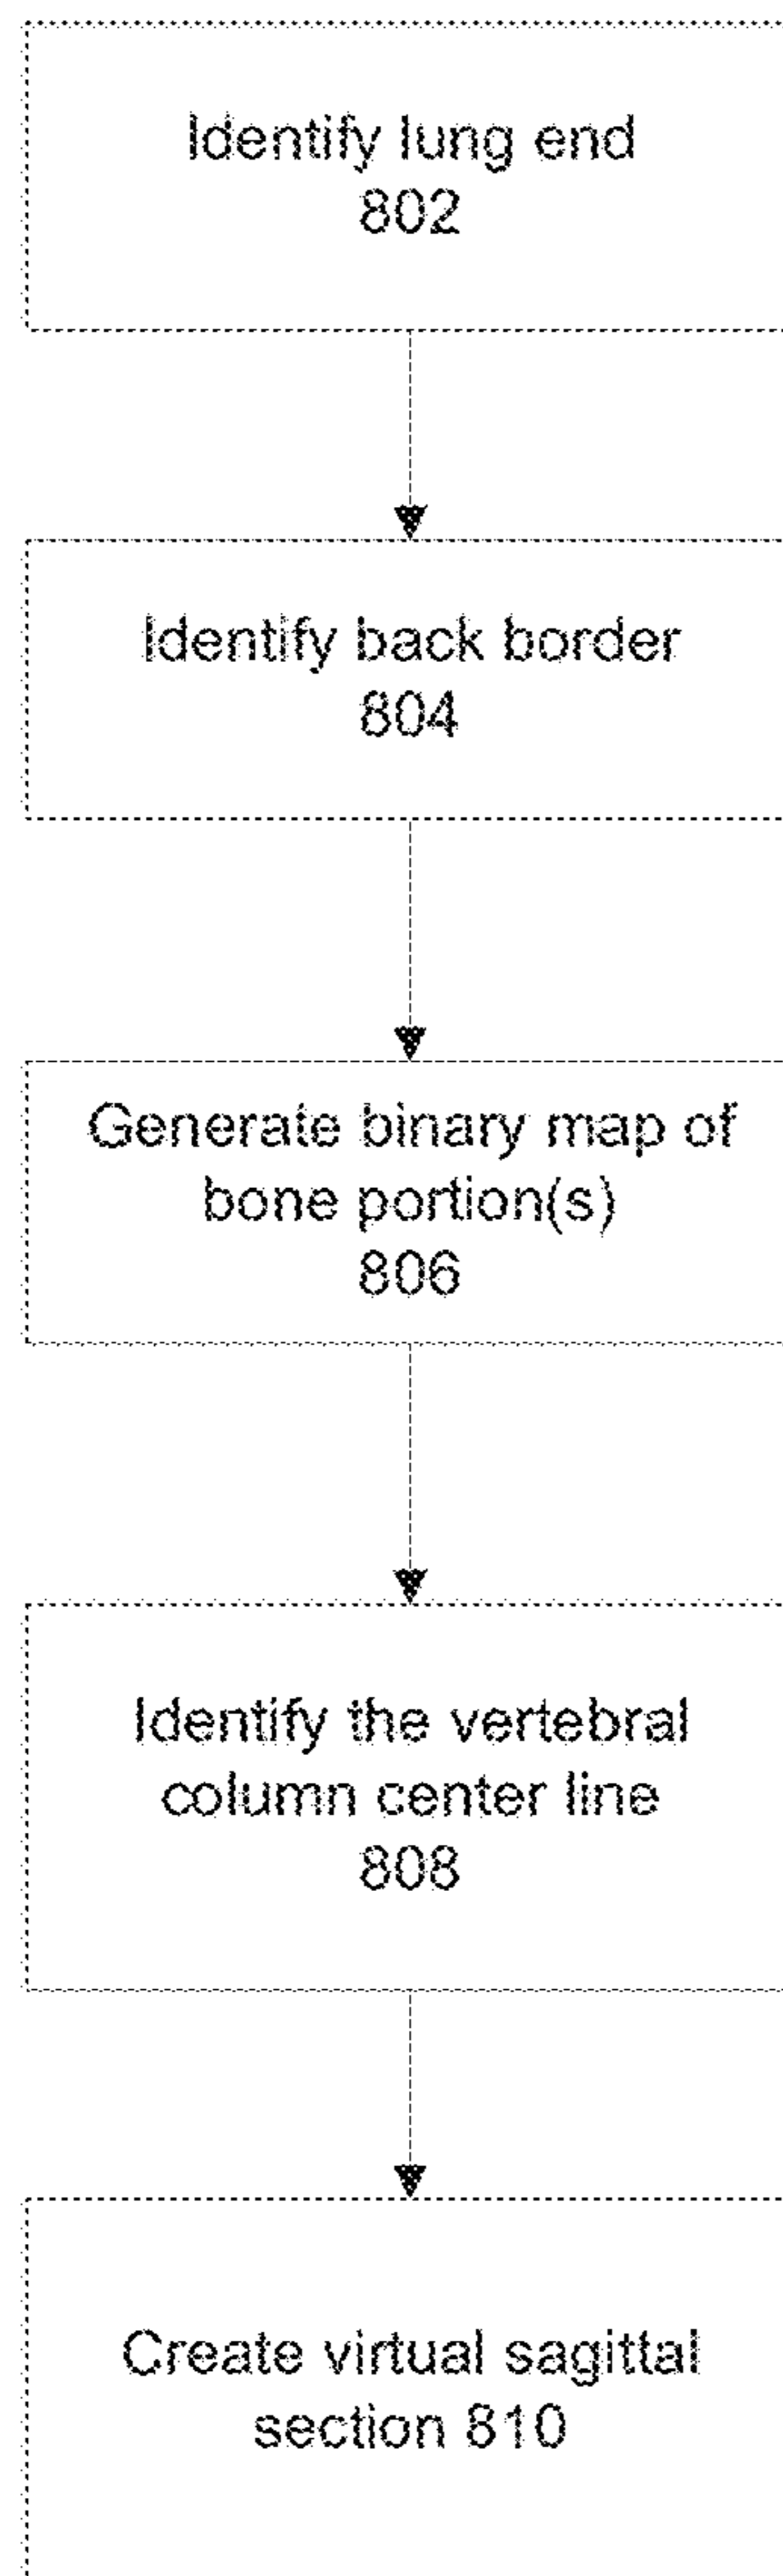 Identify lung end
802
Identify back border
804
Generate binary map of
bone portion(s)
806
Identify the vertebral
column center line
808
Create virtual sagittal
section 810